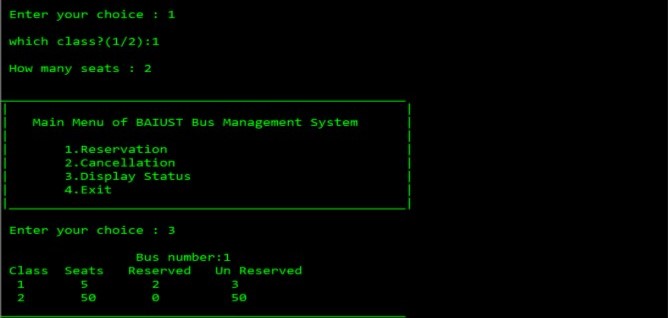 Enter your choice : 1
which class?(1/2):1
How many seats : 2
Main Menu of BAIUST Bus Management System
1.Reservation
2.Cancellation
3.Display Status
4.Exit
Enter your choice : 3
Bus number:1
Class Seats Reserved Un Reserved
1 5 2 3
2 50 0 50